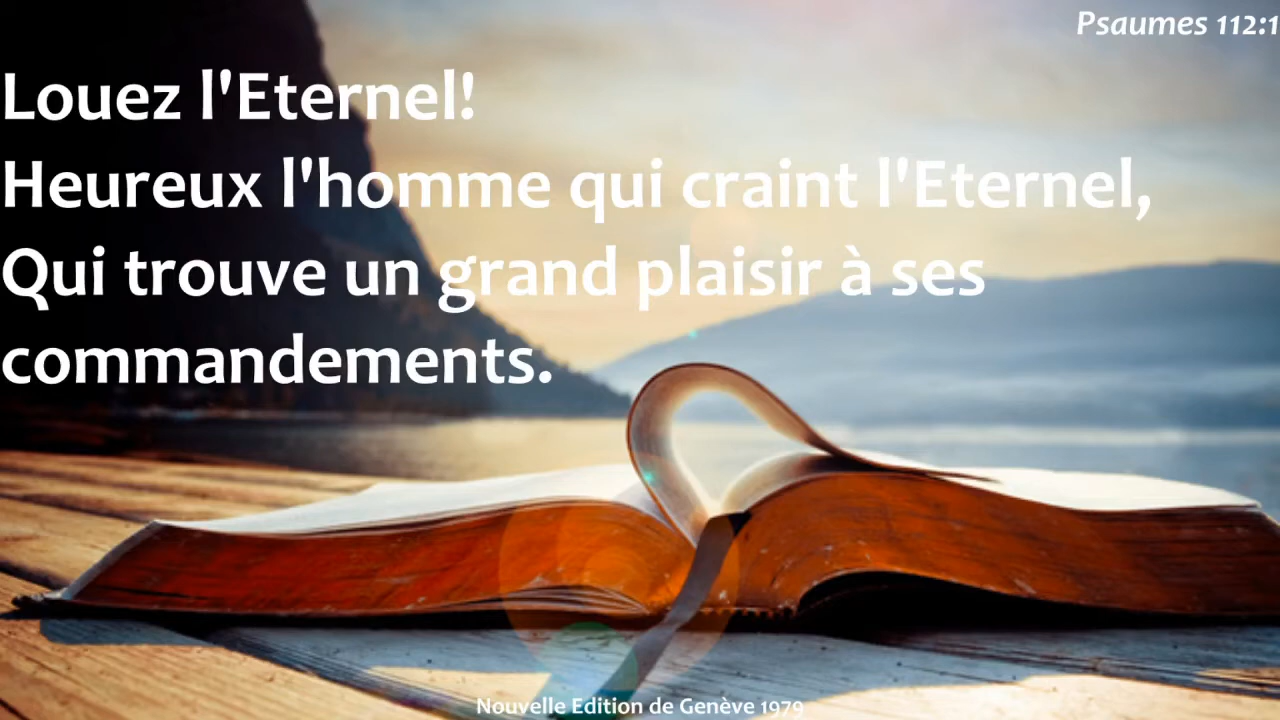 Psaumes 112:1
Louez l'Eternel!
Heureux l'homme qui craint l'Eternel,
Qui trouve un grand plaisir à ses
commandements.
Nouvelle Edition de Genève 1979